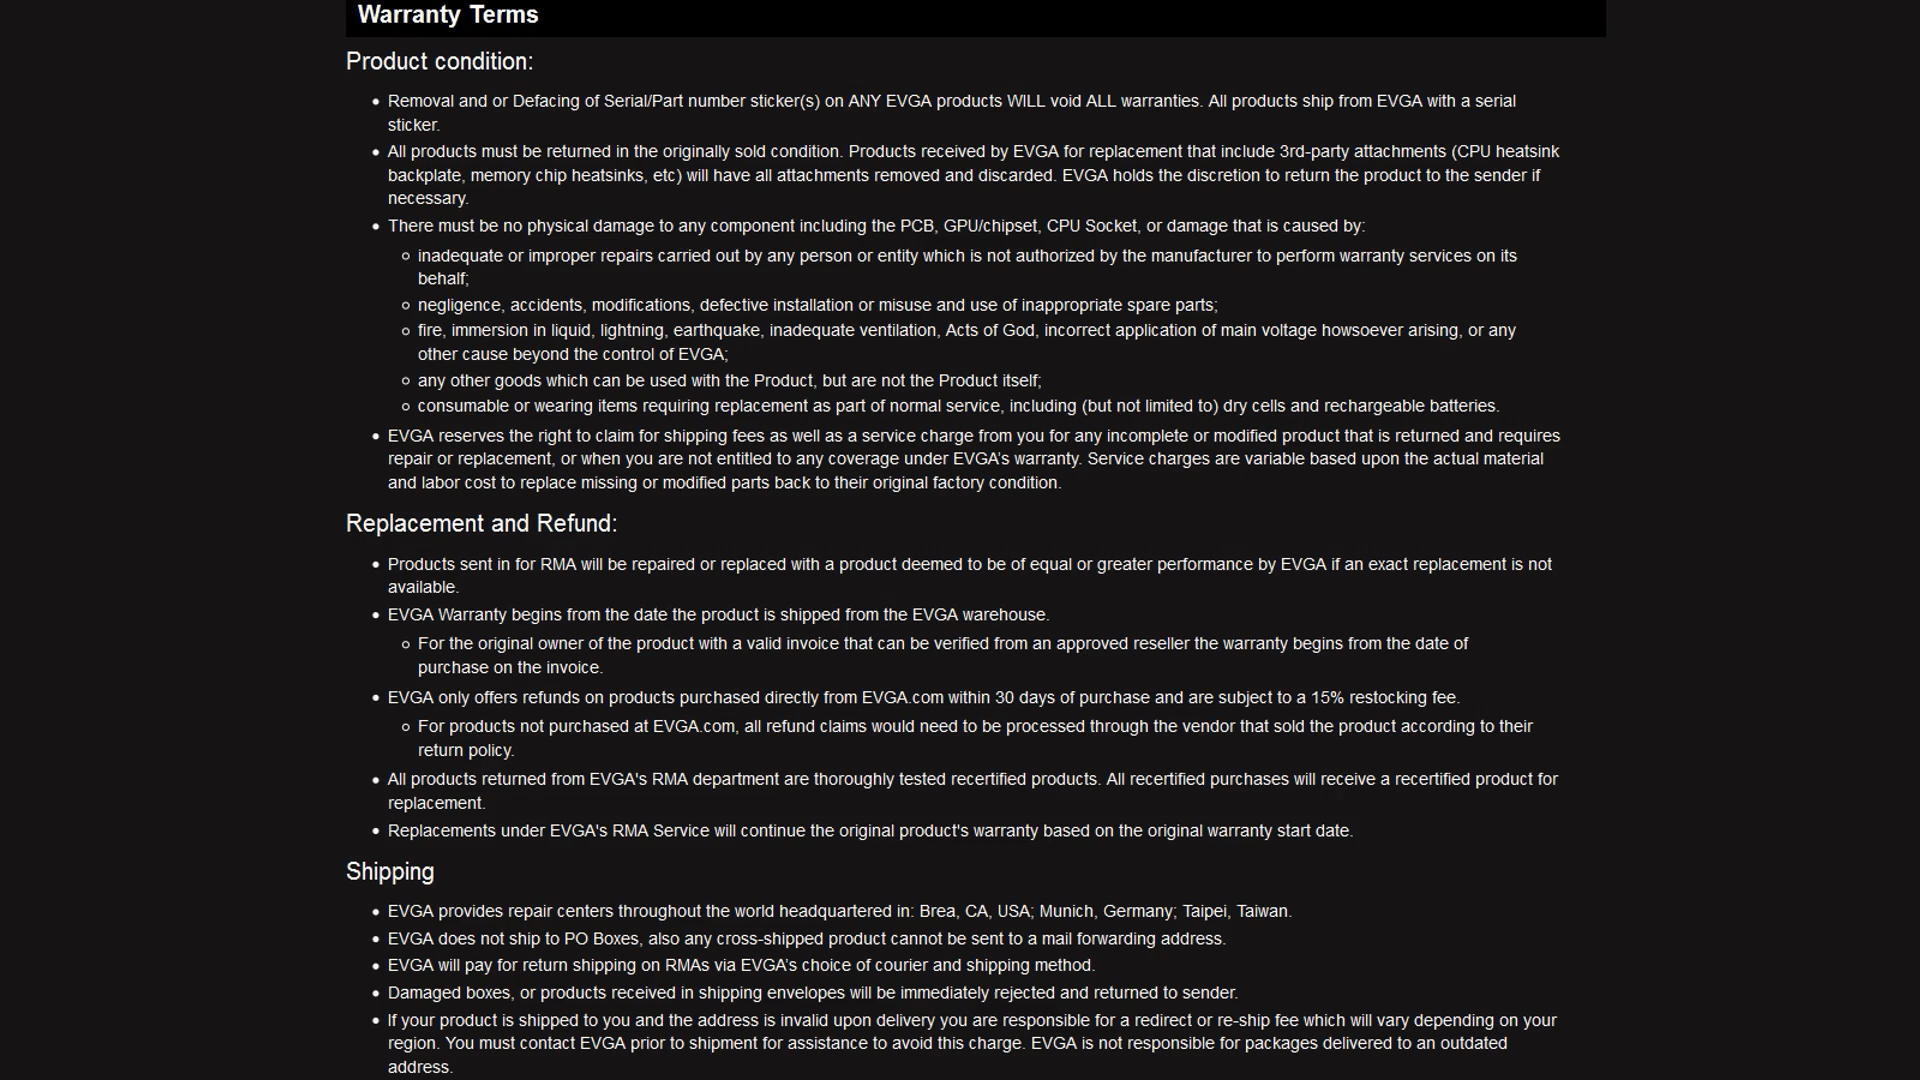 Warranty Terms
Product condition:
• Removal and or Defacing of Serial/Part number sticker(s) on ANY EVGA products WILL void ALL warranties. All products ship from EVGA with a serial
sticker.
• All products must be returned in the originally sold condition. Products received by EVGA for replacement that include 3rd-party attachments (CPU heatsink
backplate, memory chip heatsinks, etc) will have all attachments removed and discarded. EVGA holds the discretion to return the product to the sender if
necessary.
• There must be no physical damage to any component including the PCB, GPU/chipset, CPU Socket, or damage that is caused by:
◦ inadequate or improper repairs carried out by any person or entity which is not authorized by the manufacturer to perform warranty services on its
behalf;
◦ negligence, accidents, modifications, defective installation or misuse and use of inappropriate spare parts;
◦ fire, immersion in liquid, lightning, earthquake, inadequate ventilation, Acts of God, incorrect application of main voltage howsoever arising, or any
other cause beyond the control of EVGA;
◦ any other goods which can be used with the Product, but are not the Product itself;
◦ consumable or wearing items requiring replacement as part of normal service, including (but not limited to) dry cells and rechargeable batteries.
• EVGA reserves the right to claim for shipping fees as well as a service charge from you for any incomplete or modified product that is returned and requires
repair or replacement, or when you are not entitled to any coverage under EVGA's warranty. Service charges are variable based upon the actual material
and labor cost to replace missing or modified parts back to their original factory condition.
Replacement and Refund:
• Products sent in for RMA will be repaired or replaced with a product deemed to be of equal or greater performance by EVGA if an exact replacement is not
available.
• EVGA Warranty begins from the date the product is shipped from the EVGA warehouse.
◦ For the original owner of the product with a valid invoice that can be verified from an approved reseller the warranty begins from the date of
purchase on the invoice.
• EVGA only offers refunds on products purchased directly from EVGA.com within 30 days of purchase and are subject to a 15% restocking fee.
◦ For products not purchased at EVGA.com, all refund claims would need to be processed through the vendor that sold the product according to their
return policy.
• All products returned from EVGA's RMA department are thoroughly tested recertified products. All recertified purchases will receive a recertified product for
replacement.
• Replacements under EVGA's RMA Service will continue the original product's warranty based on the original warranty start date.
Shipping
• EVGA provides repair centers throughout the world headquartered in: Brea, CA, USA; Munich, Germany; Taipei, Taiwan.
• EVGA does not ship to PO Boxes, also any cross-shipped product cannot be sent to a mail forwarding address.
• EVGA will pay for return shipping on RMAs via EVGA's choice of courier and shipping method.
• Damaged boxes, or products received in shipping envelopes will be immediately rejected and returned to sender.
• If your product is shipped to you and the address is invalid upon delivery you are responsible for a redirect or re-ship fee which will vary depending on your
region. You must contact EVGA prior to shipment for assistance to avoid this charge. EVGA is not responsible for packages delivered to an outdated
address.